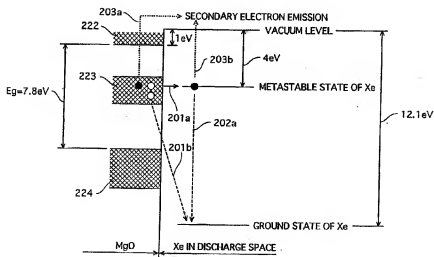 203a
SECONDARY ELECTRON EMISSION
222
1eV
VACUUM LEVEL
203b
4eV
223
Eg=7.8eV
METASTABLE STATE OF Xe
201a
12.1eV
202a
201b
224
GROUND STATE OF Xe
MgO
Xe IN DISCHARGE SPACE